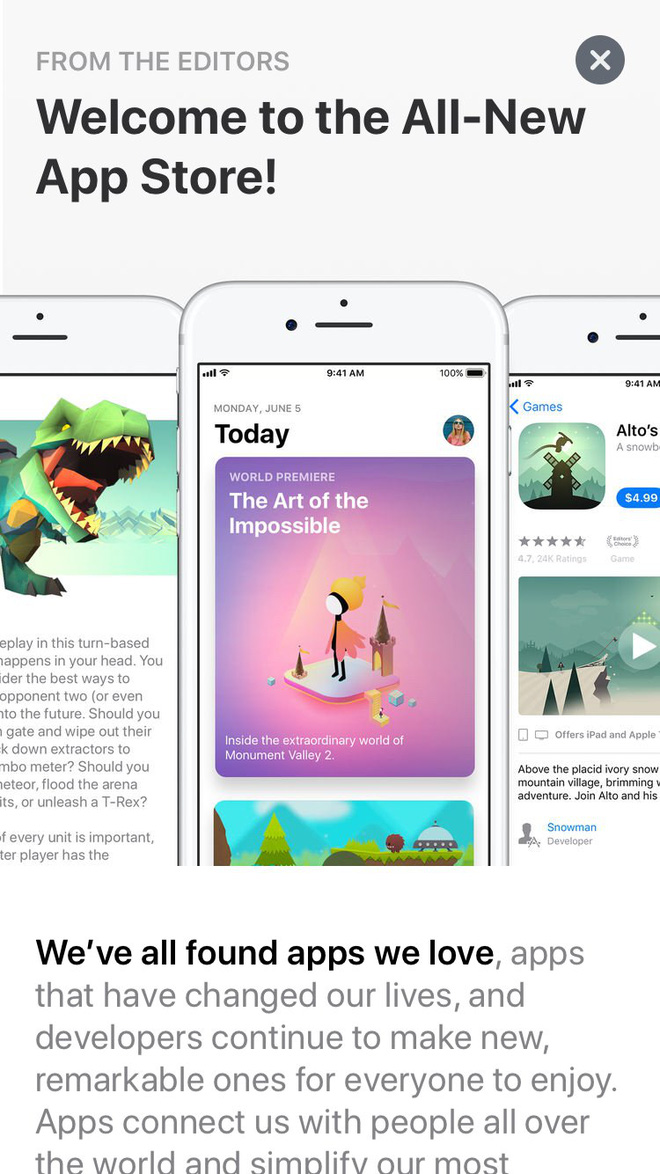 FROM THE EDITORS
Welcome to the All-New
App Store!
9:41 AM
100%
MONDAY, JUNE 5
Today
WORLD PREMIERE
The Art of the
Impossible
Inside the extraordinary world of
Monument Valley 2.
eplay in this turn-based
happens in your head. You
ider the best ways to
opponent two (or even
nto the future. Should you
gate and wipe out their
k down extractors to
mbo meter? Should you
meteor, flood the arena
its, or unleash a T-Rex?
of every unit is important,
ter player has the
9:41 AM
Games
Alto's
A snowb
$4.99
4.7, 24K Ratings
Editors'
Choice
Game
Offers iPad and Apple
Above the placid ivory snow
mountain village, brimming w
adventure. Join Alto and his
Snowman
Developer
We've all found apps we love, apps
that have changed our lives, and
developers continue to make new,
remarkable ones for everyone to enjoy.
Apps connect us with people all over
the world and simplify our most